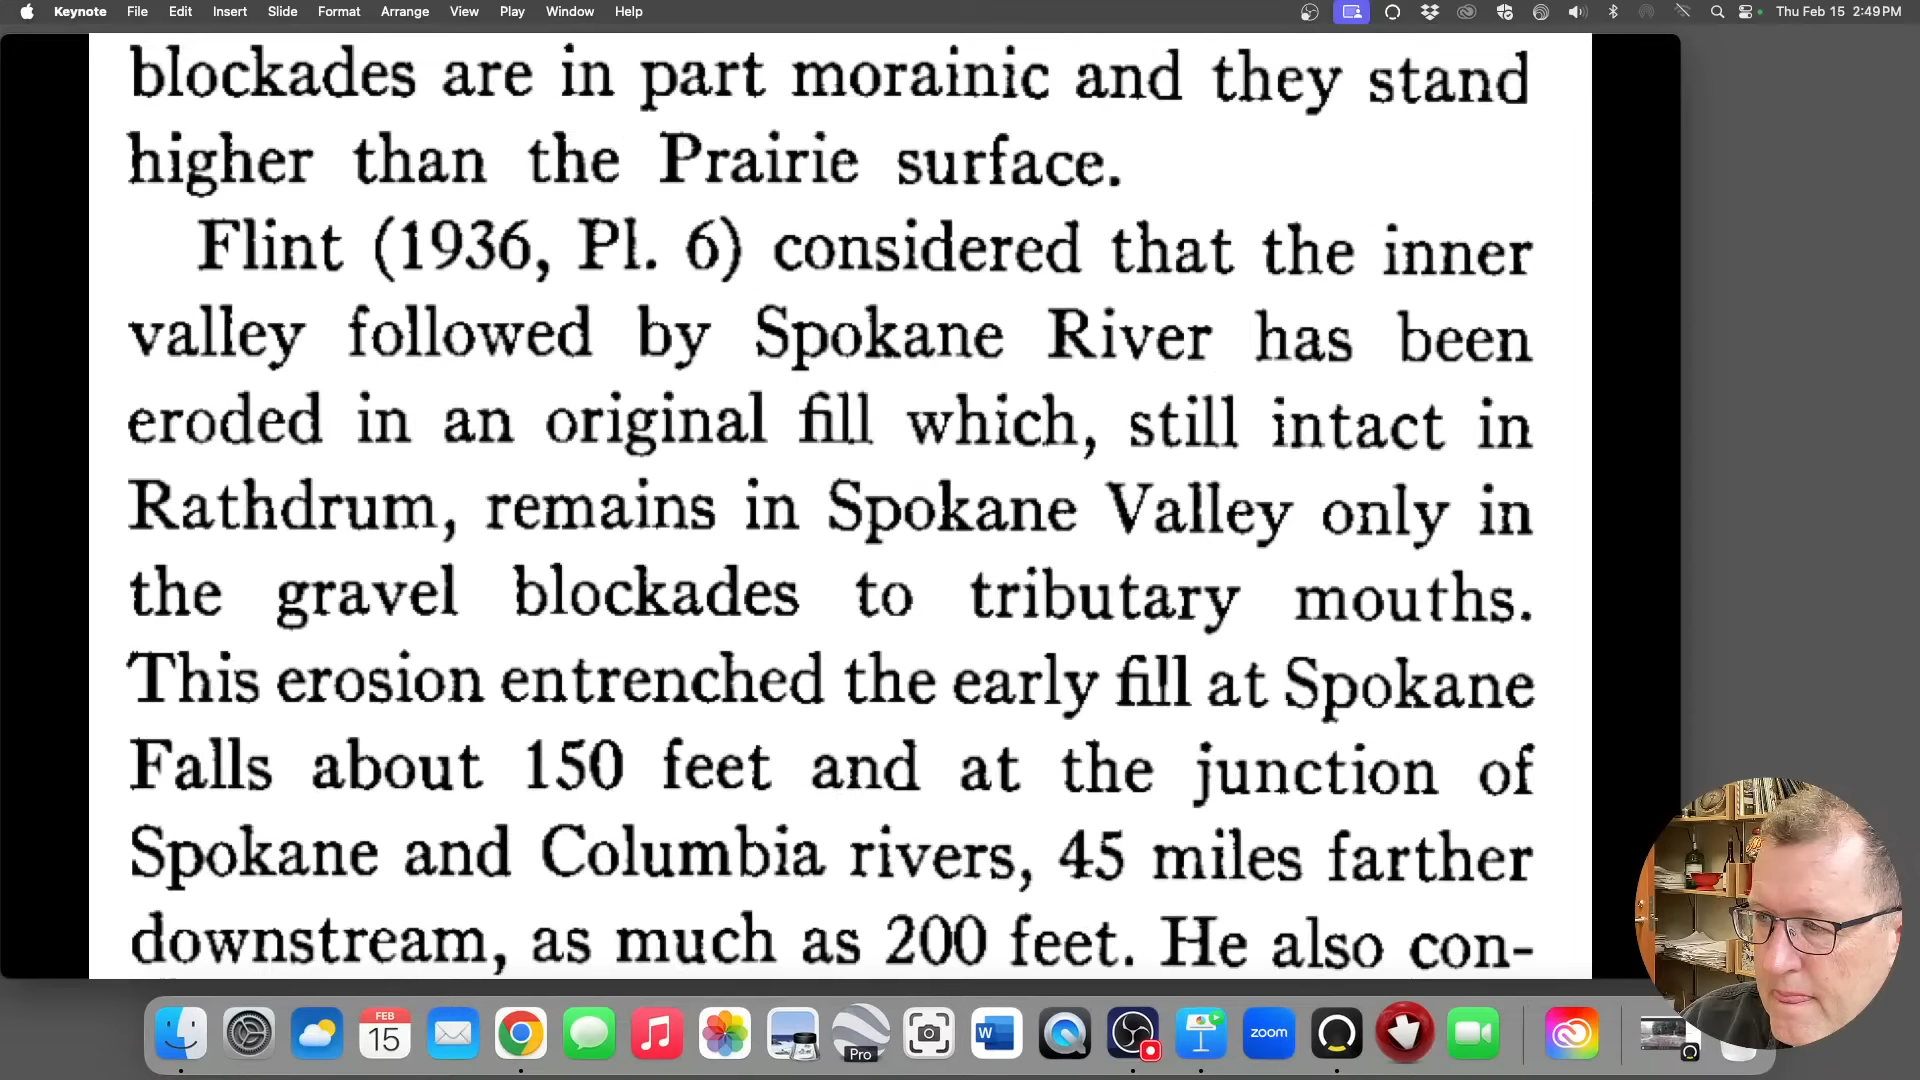 Keynote File Edit Insert Slide Format Arrange View Play Window Help Thu Feb 15 2:49 PM
blockades are in part morainic and they stand
higher than the Prairie surface.
Flint (1936, Pl. 6) considered that the inner
valley followed by Spokane River has been
eroded in an original fill which, still intact in
Rathdrum, remains in Spokane Valley only in
the gravel blockades to tributary mouths.
This erosion entrenched the early fill at Spokane
Falls about 150 feet and at the junction of
Spokane and Columbia rivers, 45 miles farther
downstream, as much as 200 feet. He also con-
FEB
15
Pro
W
zoom